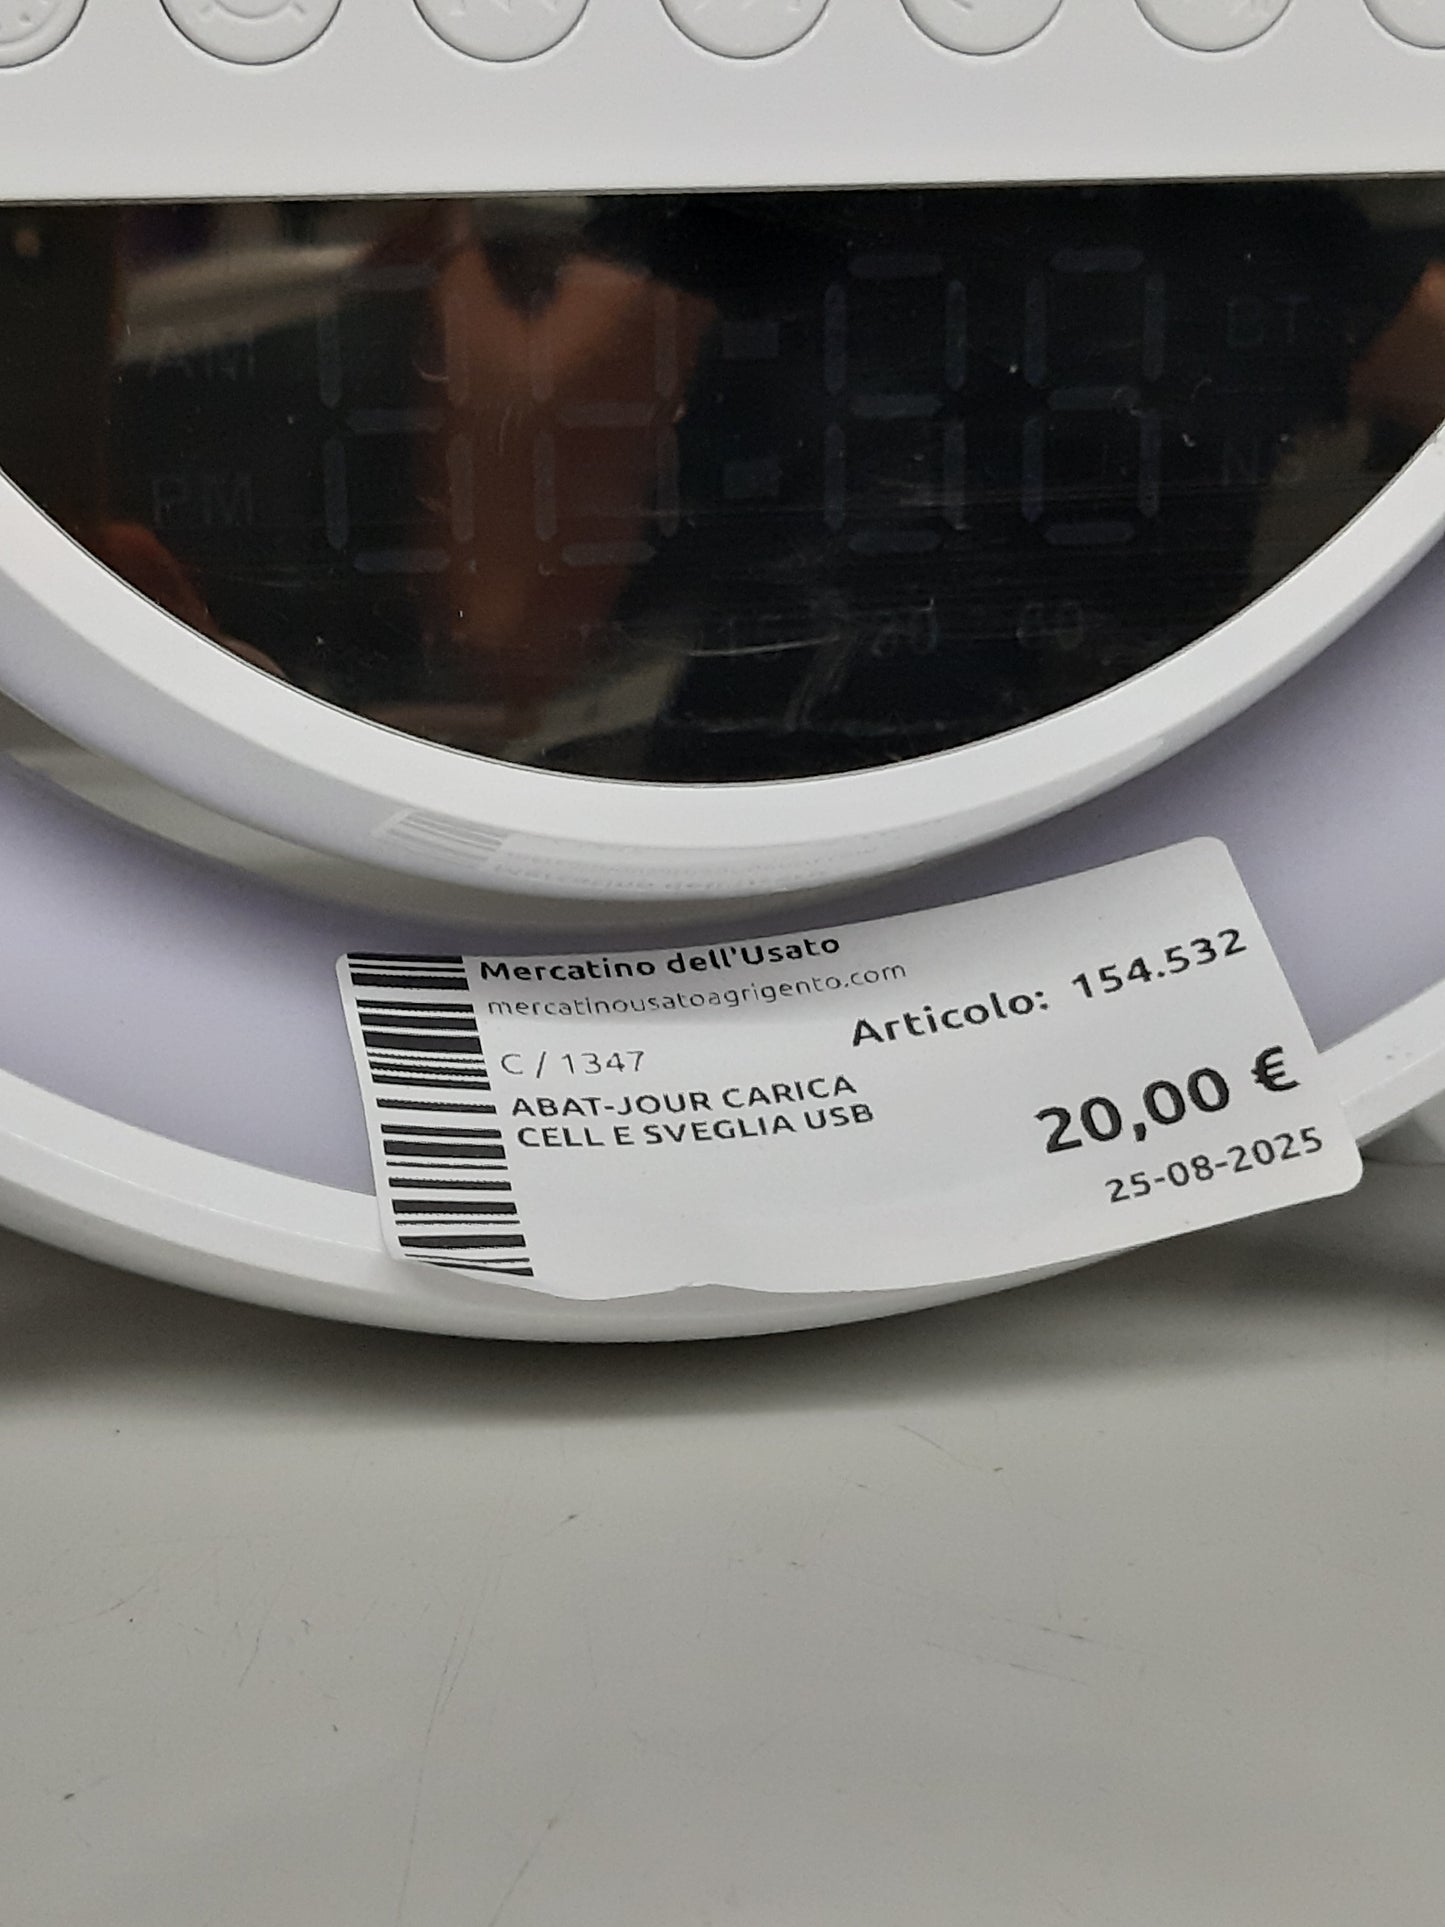 AM
PM
BT
Mercatino dell'Usato
mercatinousatoagrigento.com
Articolo: 154.532
C / 1347
ABAT-JOUR CARICA
CELL E SVEGLIA USB
20,00 €
25-08-2025